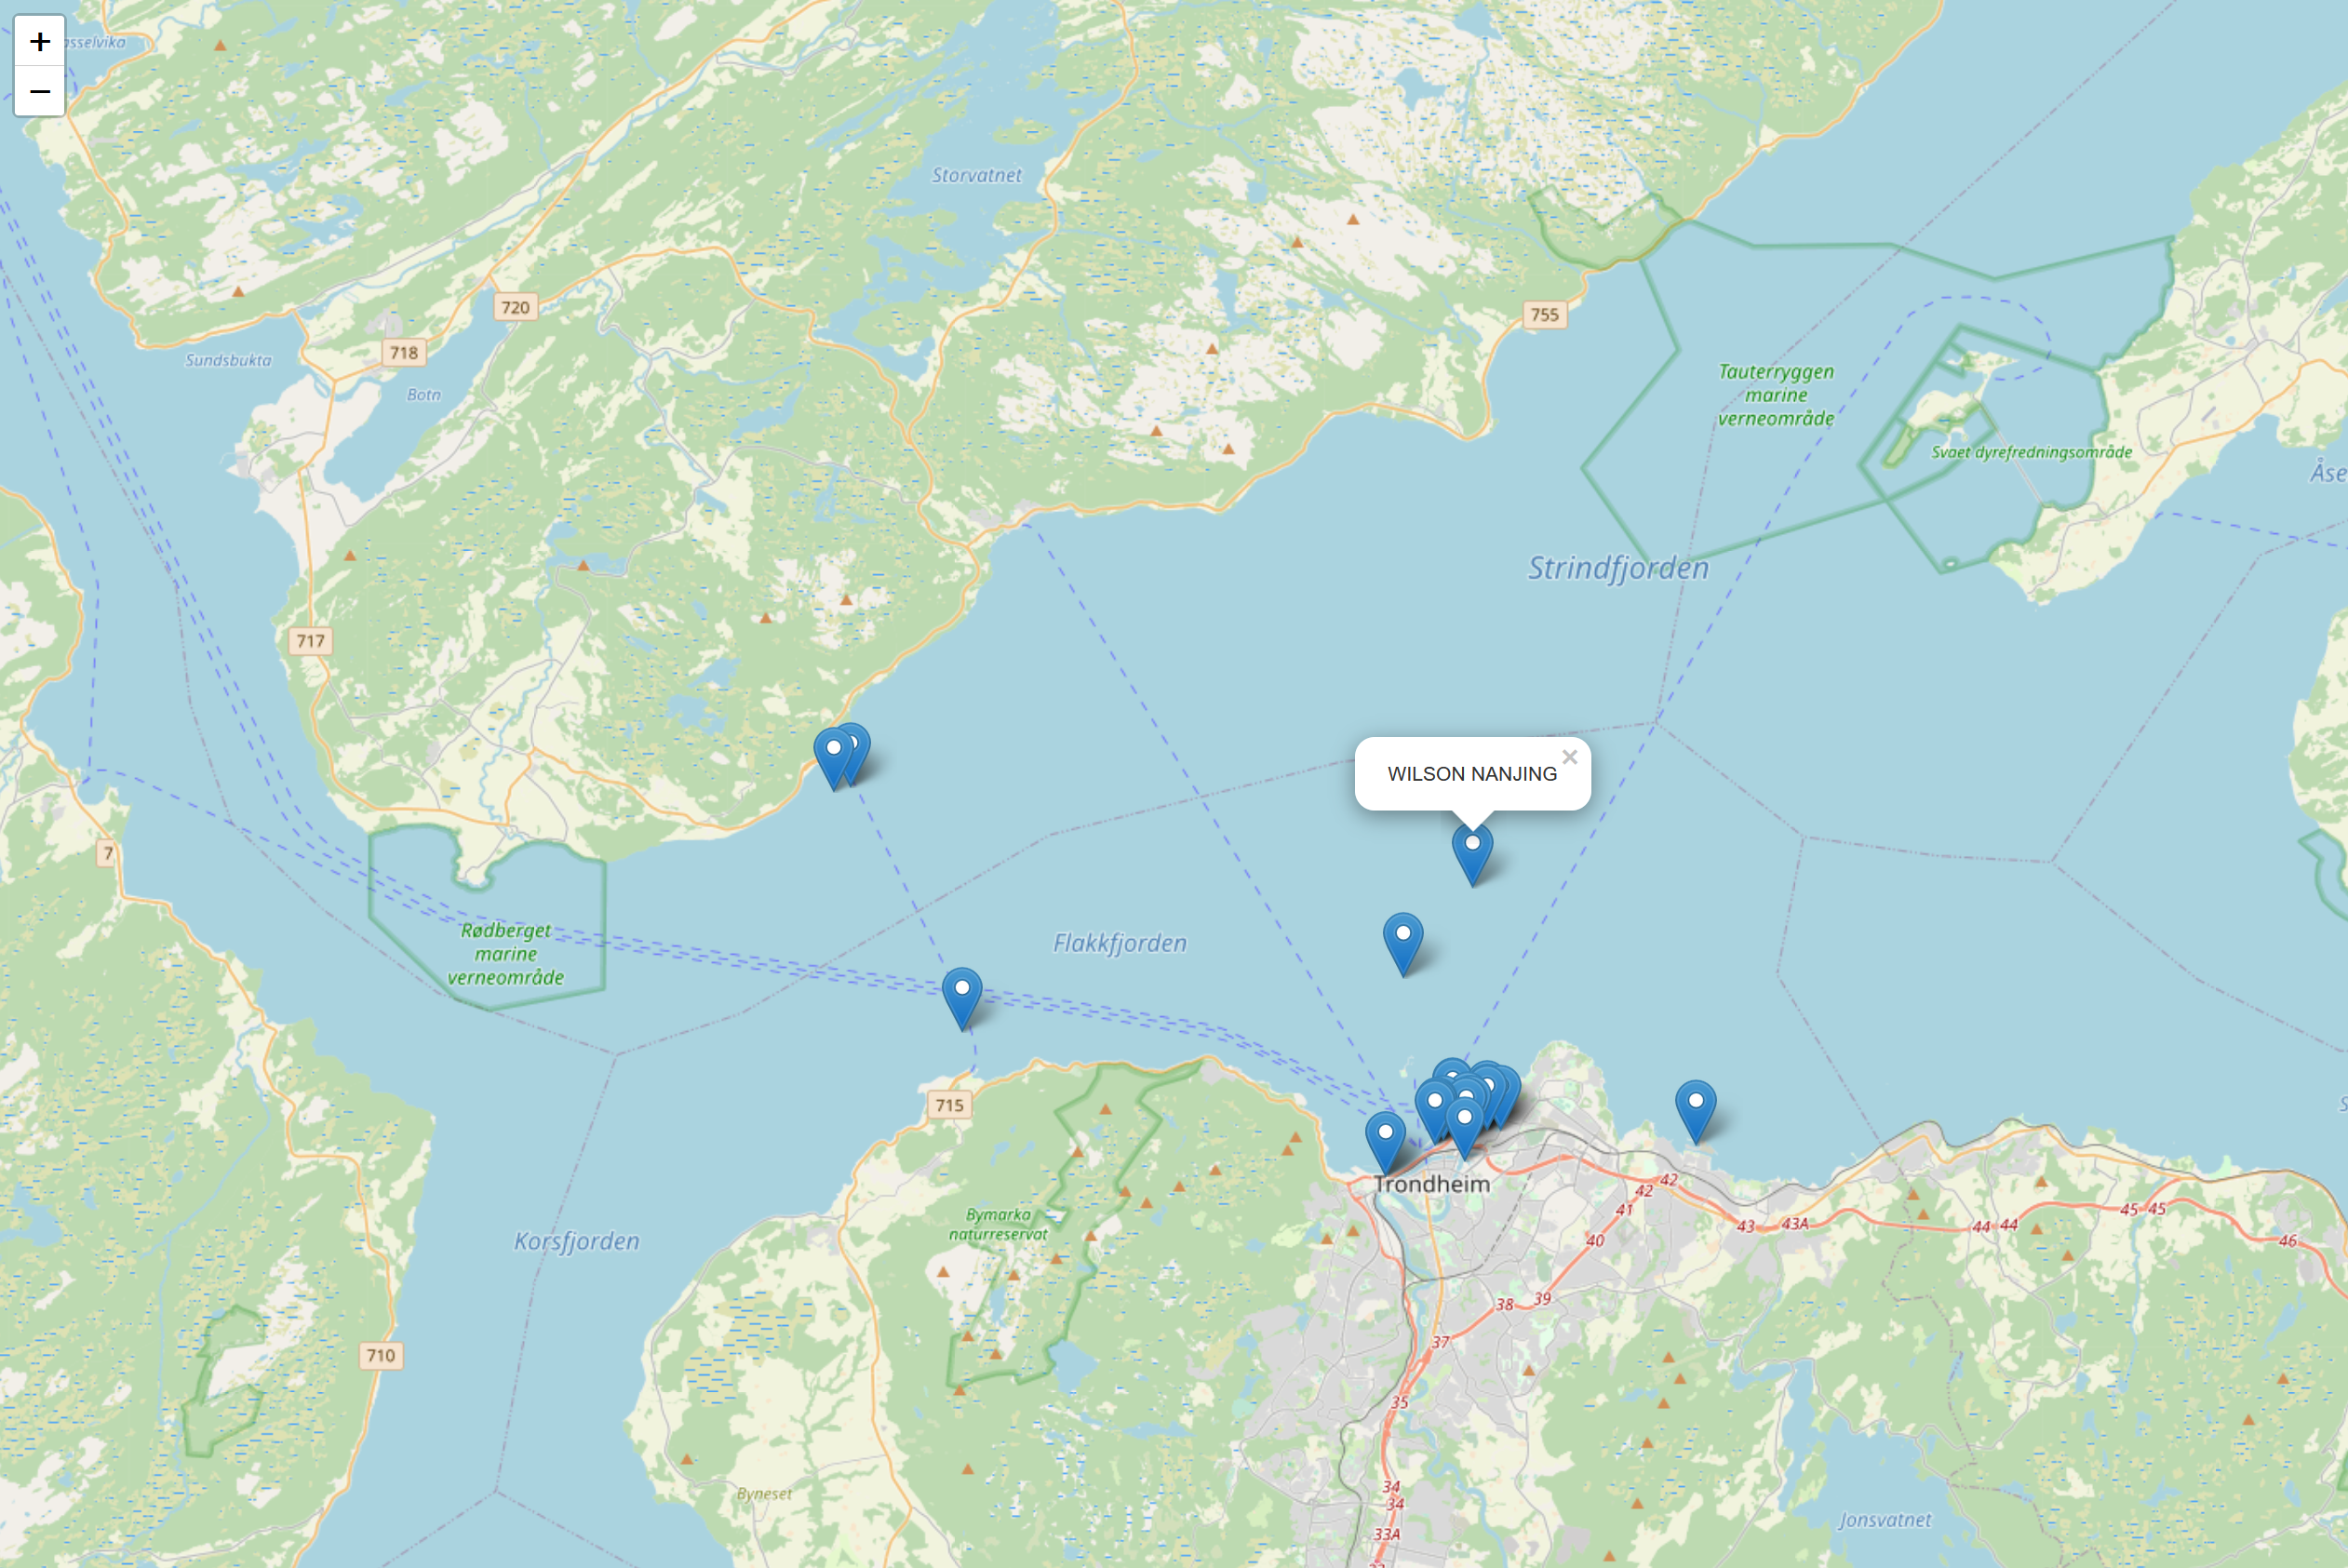 +
−
Storvatnet
720
718
755
Sundsbukta
Botn
Tauterryggen
marine
verneområde
Svaet dyrefredningsområde
Åse
Strindfjorden
717
WILSON NANJING ×
7
Rødberget
marine
verneområde
Flakkfjorden
715
Trondheim
42
42
41
43
43A
44 44
45 45
46
40
Bymarka
naturreservat
Korsfjorden
38
39
37
710
35
34
34
33A
Byneset
Jonsvatnet